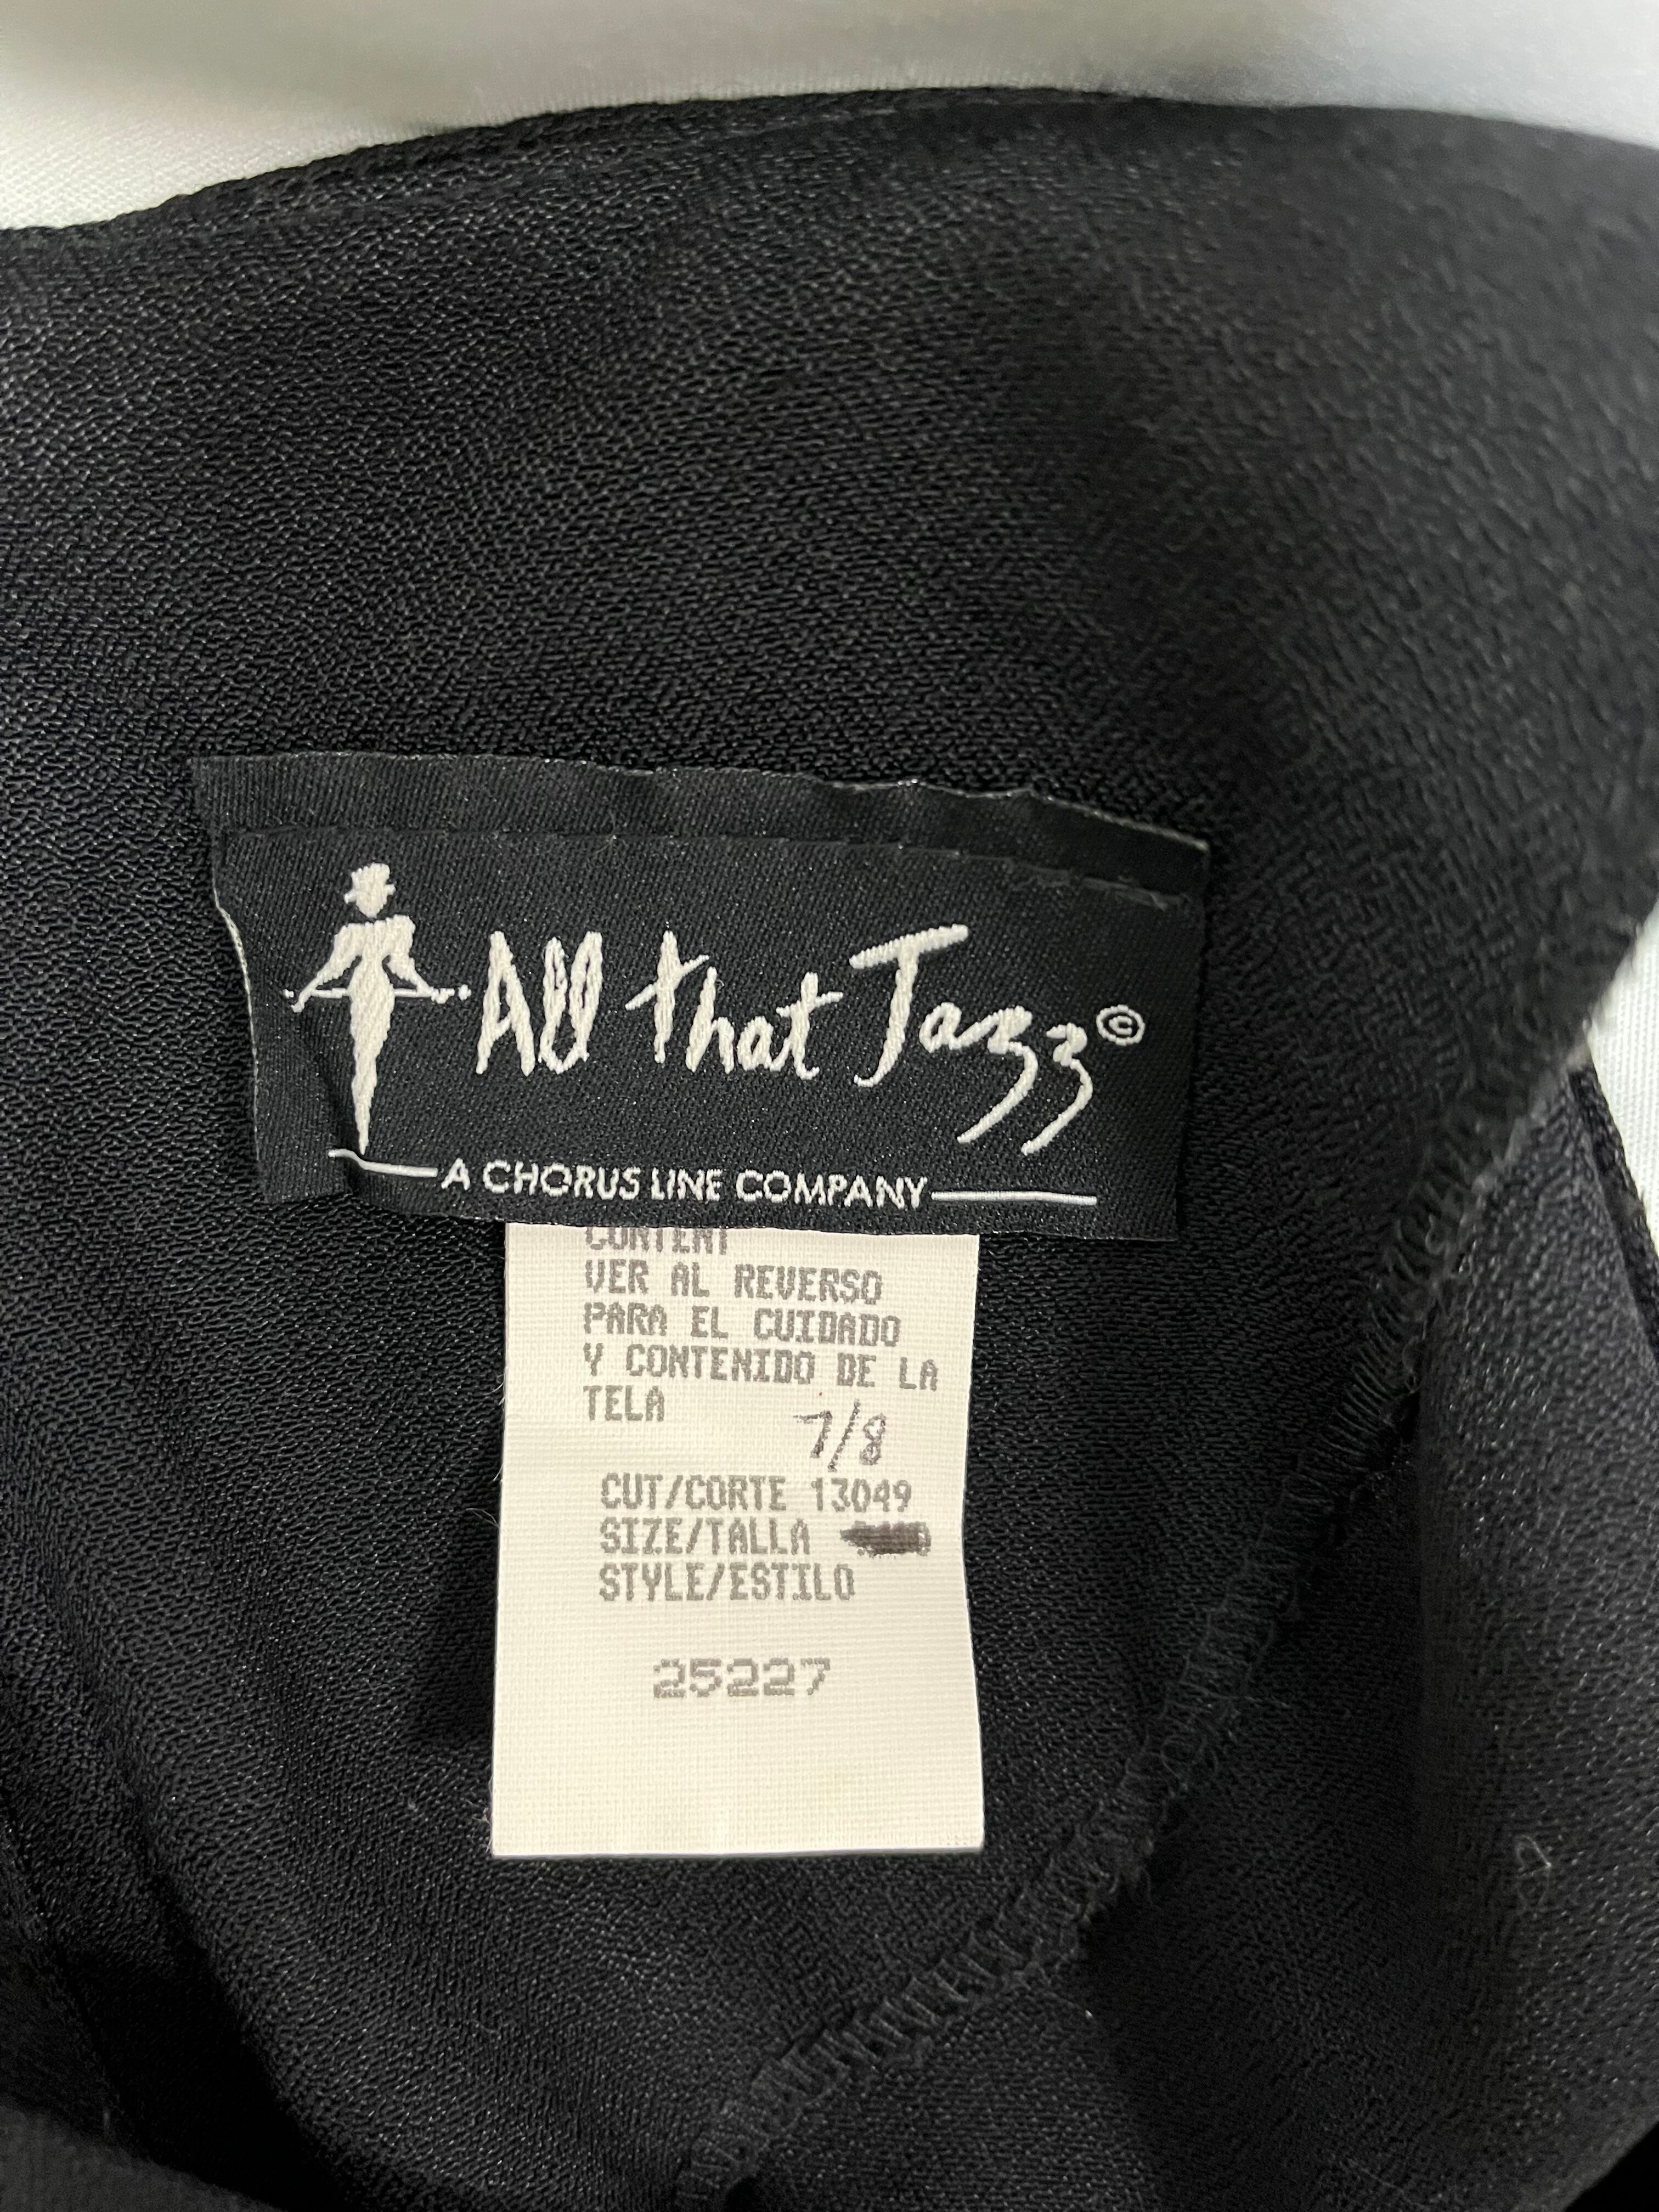 All that Jazz©
A CHORUS LINE COMPANY
CONTENT
VER AL REVERSO
PARA EL CUIDADO
Y CONTENIDO DE LA
TELA
7/8
CUT/CORTE 13049
SIZE/TALLA
STYLE/ESTILO
25227